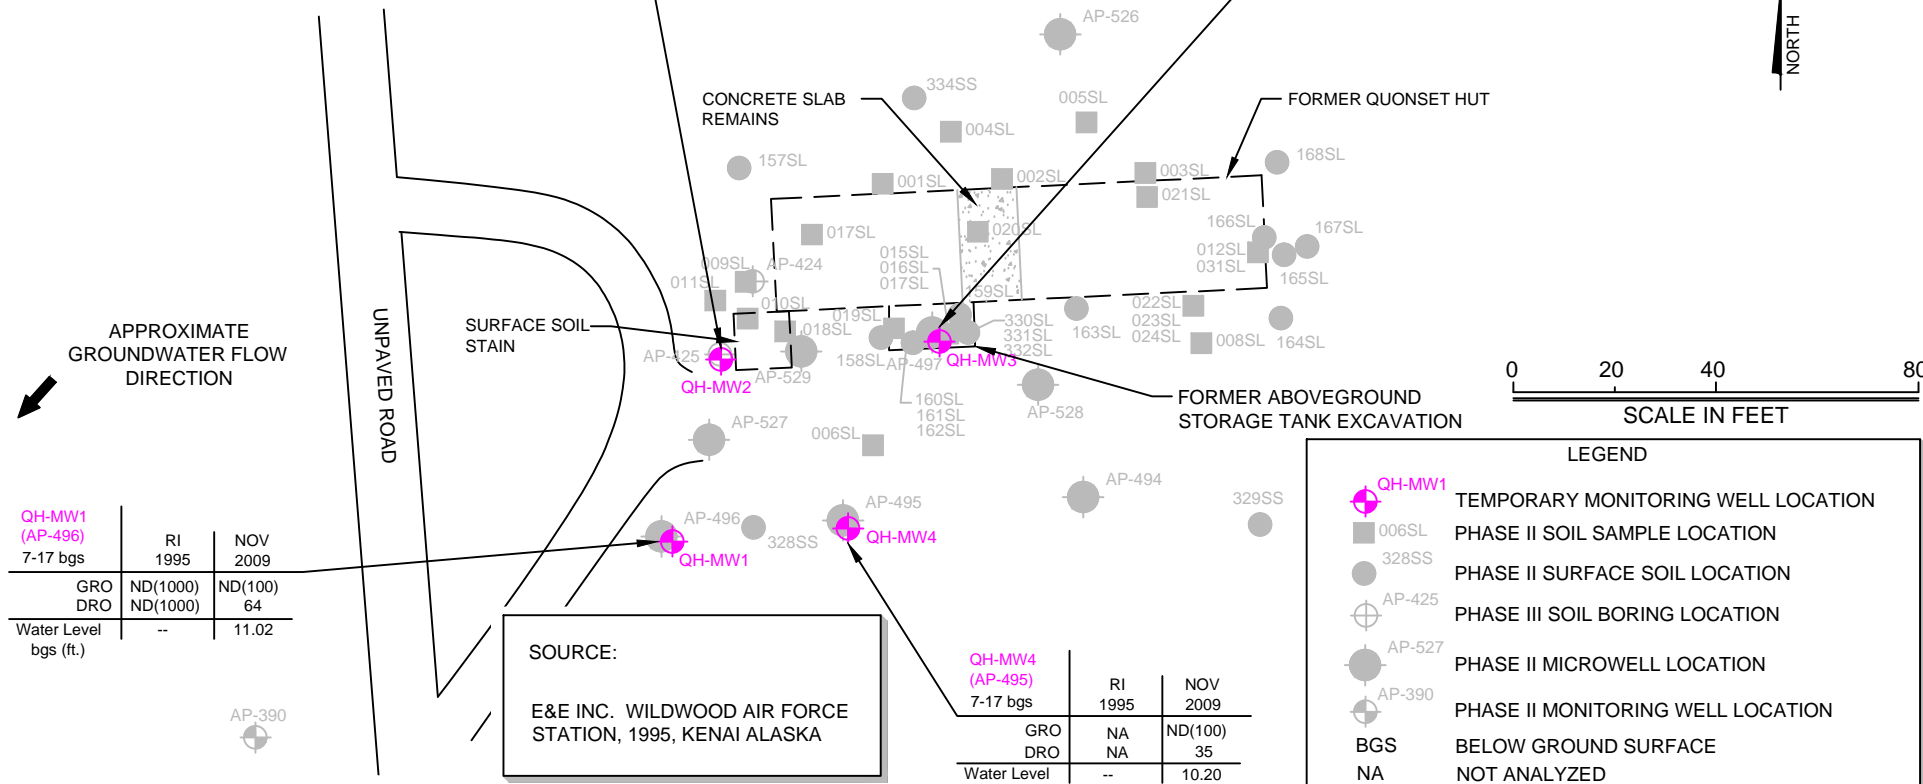 AP-526
NORTH
334SS
CONCRETE SLAB
REMAINS
005SL
FORMER QUONSET HUT
004SL
157SL
168SL
001SL
002SL
003SL
021SL
017SL
020SL
166SL
167SL
015SL
016SL
017SL
012SL
031SL
165SL
009SL
AP-424
011SL
010SL
159SL
022SL
023SL
024SL
APPROXIMATE
GROUNDWATER FLOW
DIRECTION
UNPAVED ROAD
SURFACE SOIL
STAIN
018SL
019SL
330SL
331SL
332SL
163SL
164SL
008SL
AP-425
158SL
AP-497
QH-MW3
QH-MW2
AP-529
AP-528
160SL
161SL
162SL
FORMER ABOVEGROUND
STORAGE TANK EXCAVATION
0 20 40 60 80
SCALE IN FEET
AP-527
006SL
AP-494
329SS
AP-495
AP-496
328SS
QH-MW4
QH-MW1
QH-MW1
(AP-496)
7-17 bgs
RI
1995
NOV
2009
GRO ND(1000) ND(100)
DRO ND(1000) 64
Water Level -- 11.02
bgs (ft.)
AP-390
SOURCE:
E&E INC. WILDWOOD AIR FORCE
STATION, 1995, KENAI ALASKA
QH-MW4
(AP-495)
7-17 bgs
RI
1995
NOV
2009
GRO NA ND(100)
DRO NA 35
Water Level -- 10.20
LEGEND
QH-MW1 TEMPORARY MONITORING WELL LOCATION
006SL PHASE II SOIL SAMPLE LOCATION
328SS PHASE II SURFACE SOIL LOCATION
AP-425 PHASE III SOIL BORING LOCATION
AP-527 PHASE II MICROWELL LOCATION
AP-390 PHASE II MONITORING WELL LOCATION
BGS BELOW GROUND SURFACE
NA NOT ANALYZED